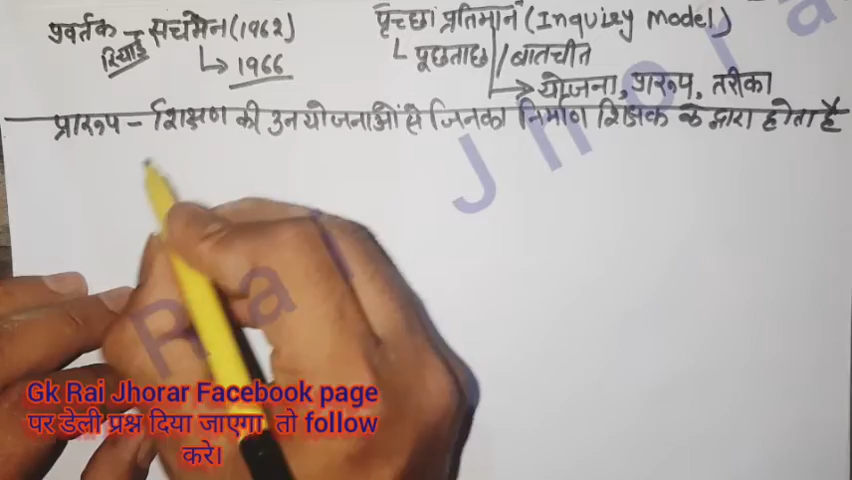 प्रवर्तक - सचमेन (1962)
रिचार्ड
1966
पृच्छा प्रतिमान (Inquiry Model)
पूछताछ / बातचीत
योजना, प्रारूप, तरीका
प्रारूप - शिक्षण की उन योजनाओं से जिनका निर्माण शिक्षक के द्वारा होता है
Gk Rai Jhorar Facebook page
पर डेली प्रश्न दिया जाएगा तो follow
करे।